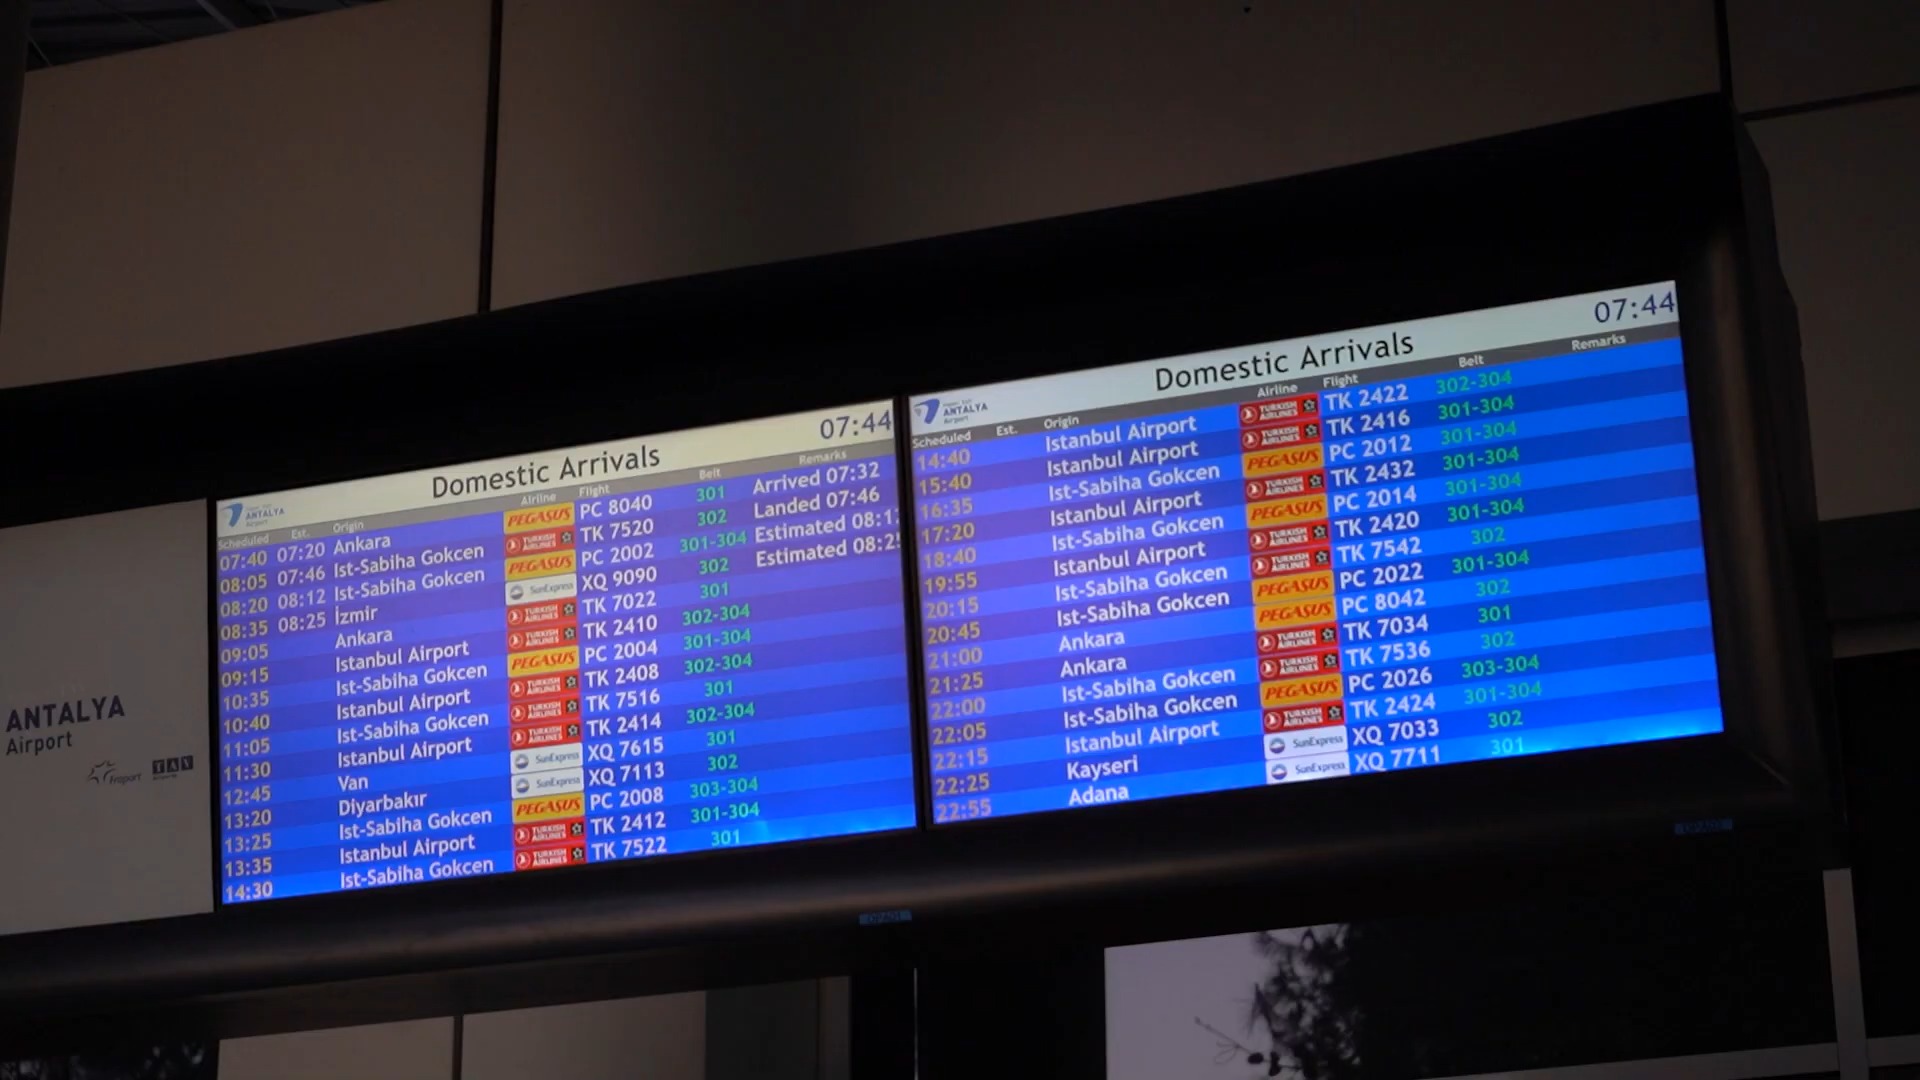 ANTALYA
Airport
Fraport TAV
ANTALYA
Airport
Domestic Arrivals 07:44
Scheduled Est. Origin Airline Flight Belt Remarks
07:40 07:20 Ankara PEGASUS PC 8040 301 Arrived 07:32
08:05 07:46 Ist-Sabiha Gokcen TURKISH AIRLINES TK 7520 302 Landed 07:46
08:20 08:12 Ist-Sabiha Gokcen PEGASUS PC 2002 301-304 Estimated 08:1
08:35 08:25 İzmir SunExpress XQ 9090 302 Estimated 08:2
09:05 Ankara TURKISH AIRLINES TK 7022 301
09:15 Istanbul Airport TURKISH AIRLINES TK 2410 302-304
10:35 Ist-Sabiha Gokcen PEGASUS PC 2004 301-304
10:40 Istanbul Airport TURKISH AIRLINES TK 2408 302-304
11:05 Ist-Sabiha Gokcen TURKISH AIRLINES TK 7516 301
11:30 Istanbul Airport TURKISH AIRLINES TK 2414 302-304
12:45 Van SunExpress XQ 7615 301
13:20 Diyarbakır SunExpress XQ 7113 302
13:25 Ist-Sabiha Gokcen PEGASUS PC 2008 303-304
13:35 Istanbul Airport TURKISH AIRLINES TK 2412 301-304
14:30 Ist-Sabiha Gokcen TURKISH AIRLINES TK 7522 301
ANTALYA
Airport
Domestic Arrivals 07:44
Scheduled Est. Origin Airline Flight Belt Remarks
14:40 Istanbul Airport TURKISH AIRLINES TK 2422 302-304
15:40 Istanbul Airport TURKISH AIRLINES TK 2416 301-304
16:35 Ist-Sabiha Gokcen PEGASUS PC 2012 301-304
17:20 Istanbul Airport TURKISH AIRLINES TK 2432 301-304
18:40 Ist-Sabiha Gokcen PEGASUS PC 2014 301-304
19:55 Istanbul Airport TURKISH AIRLINES TK 2420 301-304
20:15 Ist-Sabiha Gokcen TURKISH AIRLINES TK 7542 302
20:45 Ist-Sabiha Gokcen PEGASUS PC 2022 301-304
21:00 Ankara PEGASUS PC 8042 302
21:25 Ankara TURKISH AIRLINES TK 7034 301
22:00 Ist-Sabiha Gokcen TURKISH AIRLINES TK 7536 302
22:05 Ist-Sabiha Gokcen PEGASUS PC 2026 303-304
22:15 Istanbul Airport TURKISH AIRLINES TK 2424 301-304
22:25 Kayseri SunExpress XQ 7033 302
22:55 Adana SunExpress XQ 7711 301